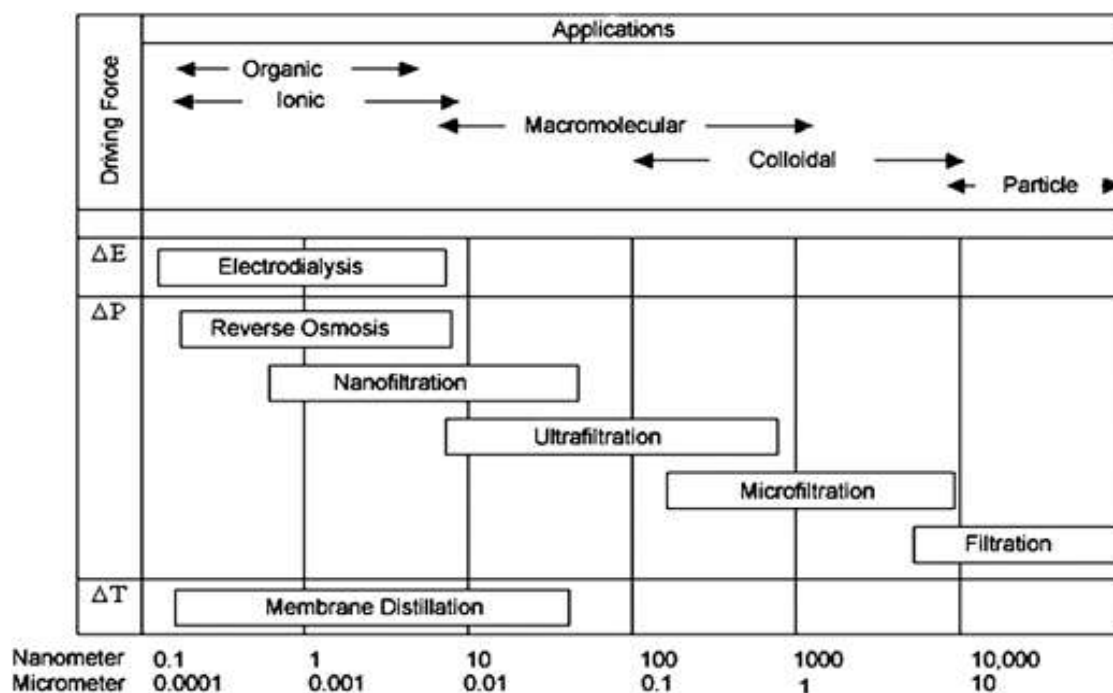 Applications
Driving Force
Organic
Ionic
Macromolecular
Colloidal
Particle
ΔE
Electrodialysis
ΔP
Reverse Osmosis
Nanofiltration
Ultrafiltration
Microfiltration
Filtration
ΔT
Membrane Distillation
Nanometer 0.1 1 10 100 1000 10,000
Micrometer 0.0001 0.001 0.01 0.1 1 10